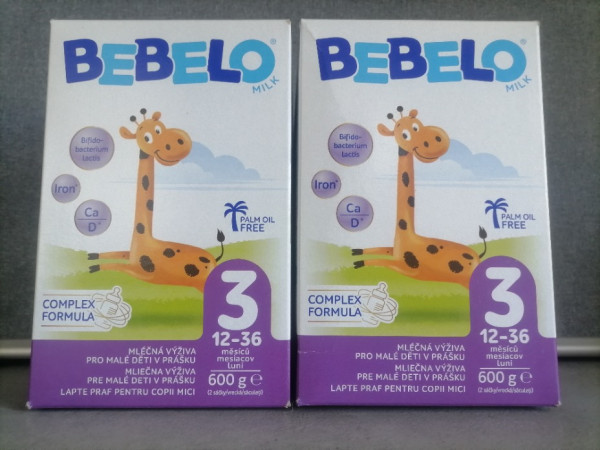 BEBELO®
MILK
Bifido-
bacterium
lactis
Iron*
Ca
D*
PALM OIL
FREE
COMPLEX
FORMULA
3
12-36
měsíců
mesiacov
luni
600 g e
MLÉČNÁ VÝŽIVA
PRO MALÉ DĚTI V PRÁŠKU
MLIEČNA VÝŽIVA
PRE MALÉ DETI V PRÁŠKU
LAPTE PRAF PENTRU COPII MICI
BEBELO®
MILK
Bifido-
bacterium
lactis
Iron*
Ca
D*
PALM OIL
FREE
COMPLEX
FORMULA
3
12-36
měsíců
mesiacov
luni
600 g e
MLÉČNÁ VÝŽIVA
PRO MALÉ DĚTI V PRÁŠKU
MLIEČNA VÝŽIVA
PRE MALÉ DETI V PRÁŠKU
LAPTE PRAF PENTRU COPII MICI